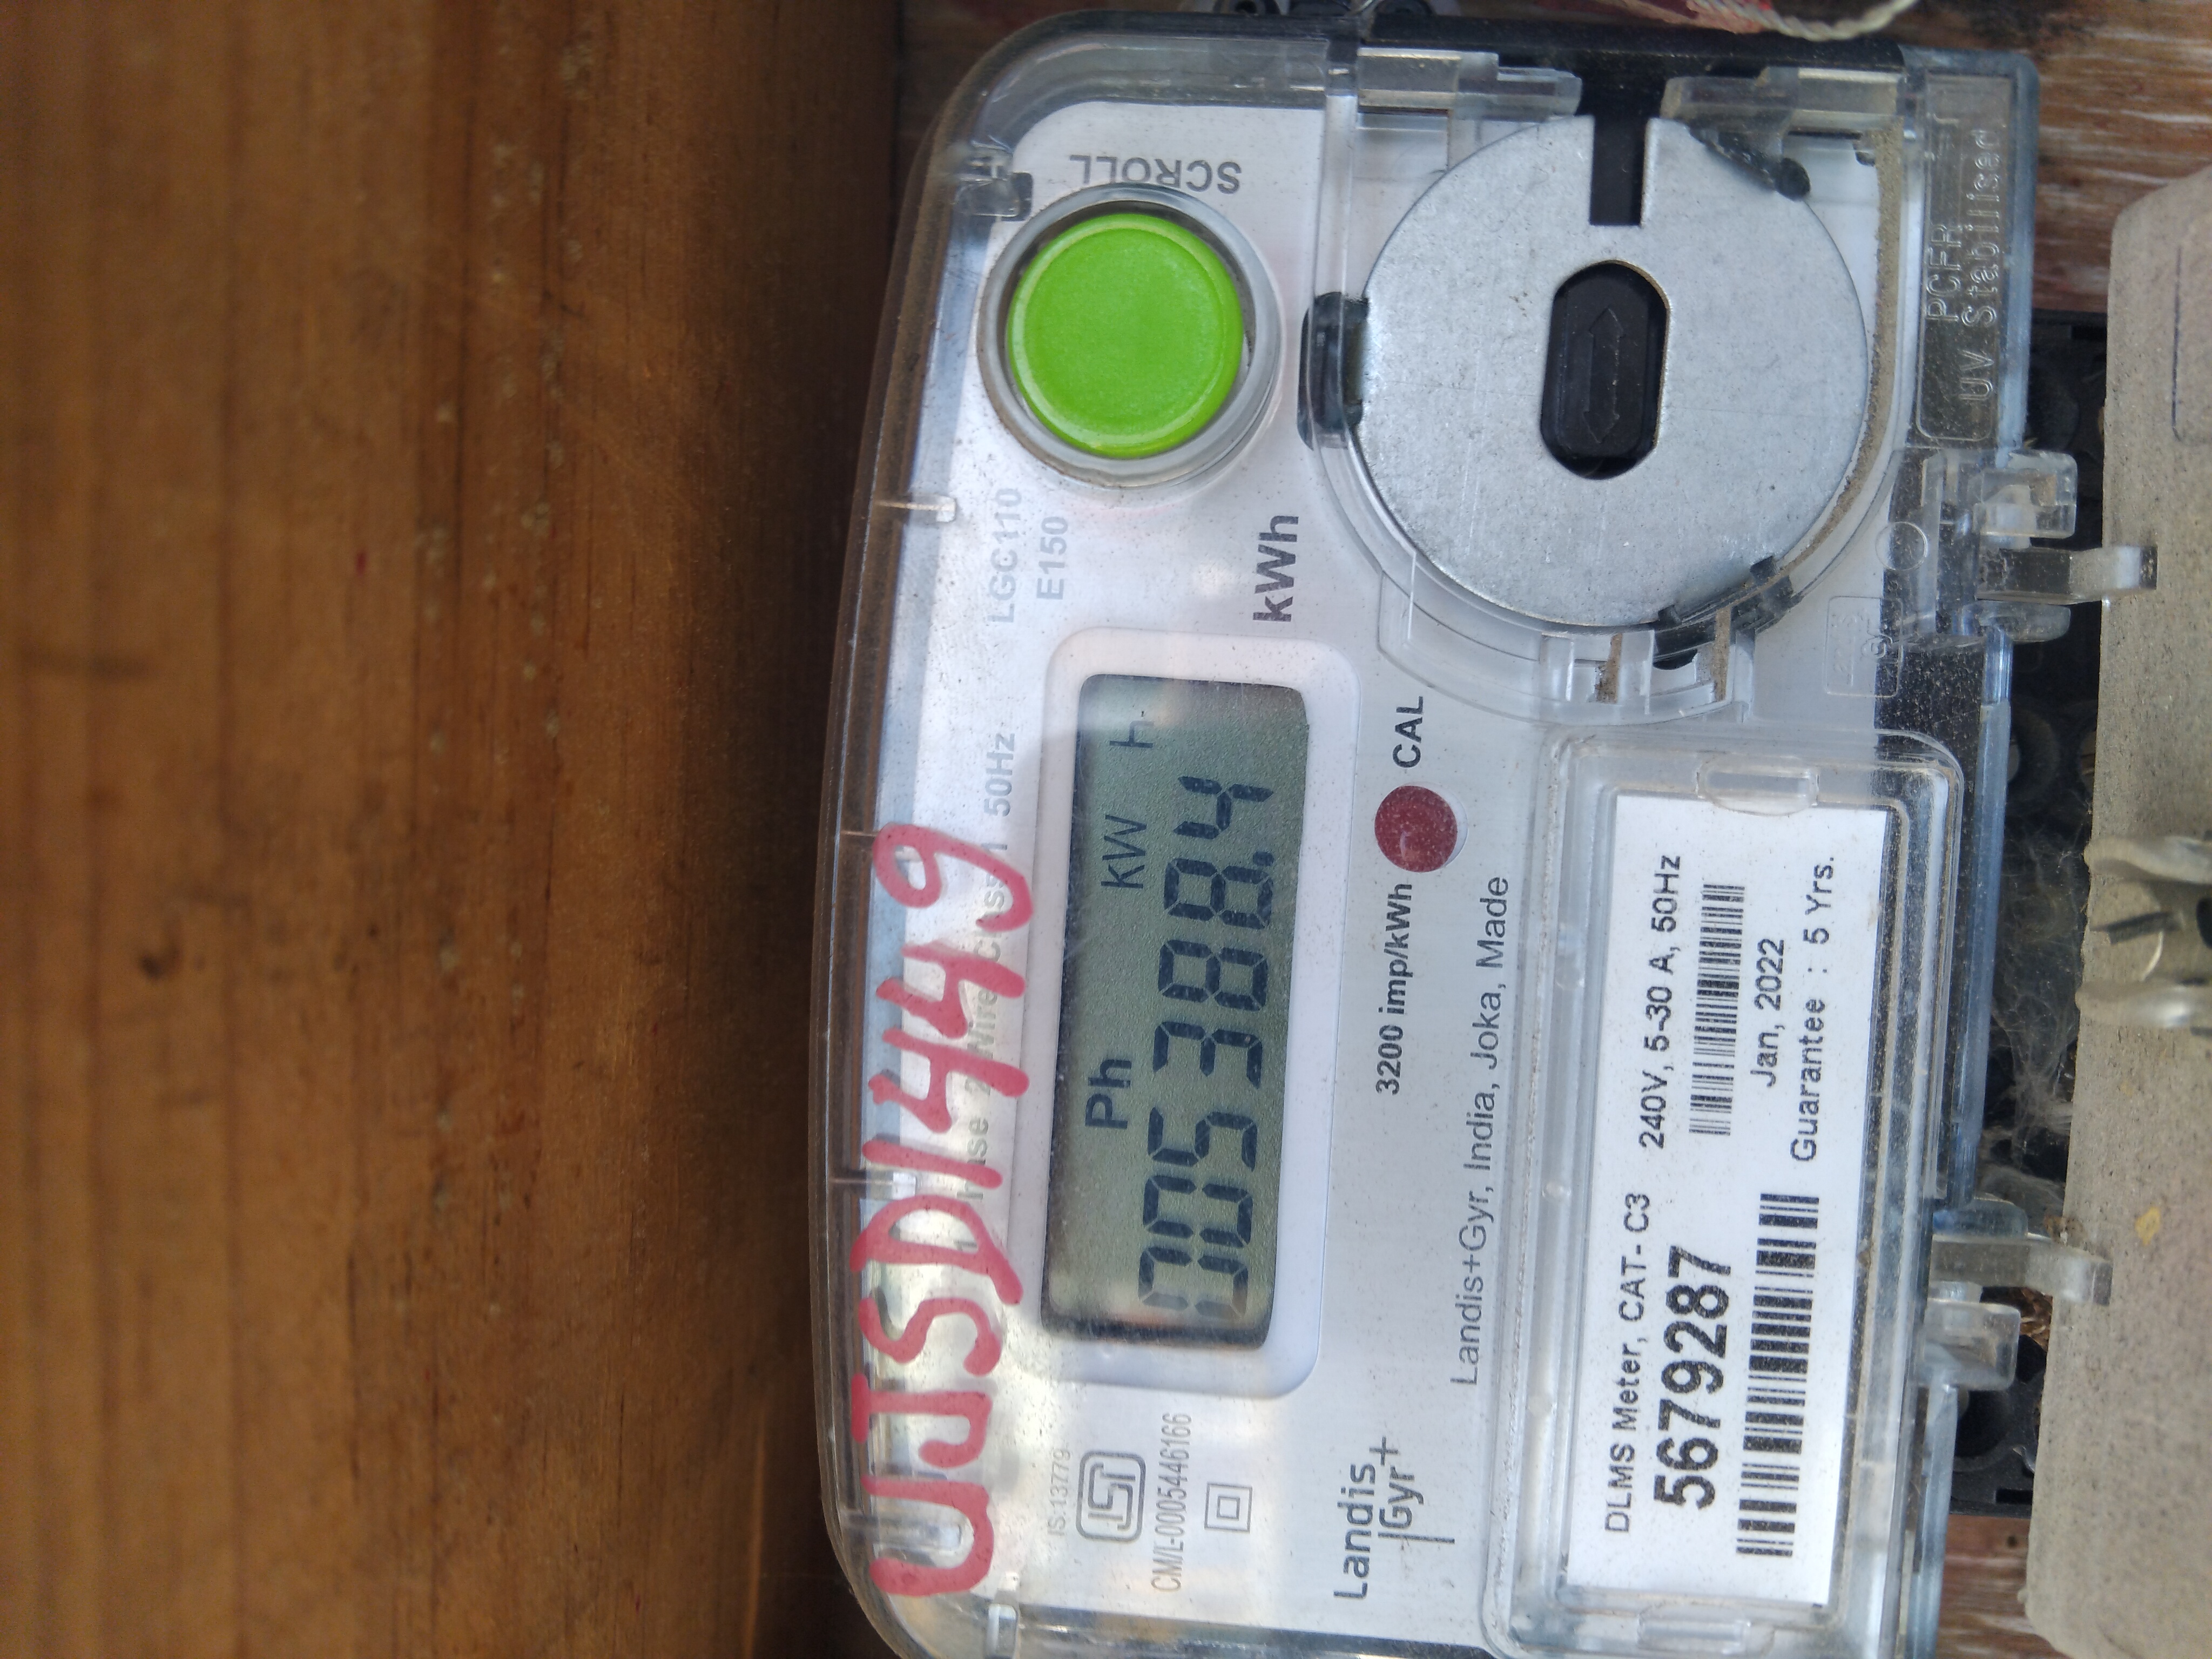 UJSD1449
LGC110
E150
50Hz
SCROLL
IS:13779
CM/L-0005446166
Ph kW h
005388.4
kWh
3200 imp/kWh CAL
Landis
Gyr+
Landis+Gyr, India, Joka, Made
DLMS Meter, CAT- C3 240V, 5-30 A, 50Hz
5679287
Jan, 2022
Guarantee : 5 Yrs.
PCFR
UV Stabilised